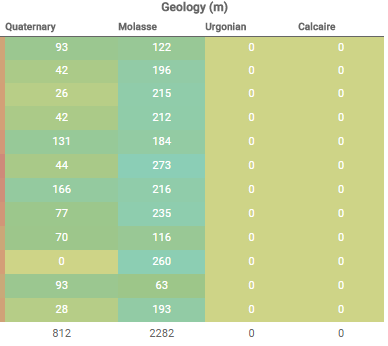 Geology (m)
Quaternary Molasse Urgonian Calcaire
93 122 0 0
42 196 0 0
26 215 0 0
42 212 0 0
131 184 0 0
44 273 0 0
166 216 0 0
77 235 0 0
70 116 0 0
0 260 0 0
93 63 0 0
28 193 0 0
812 2282 0 0